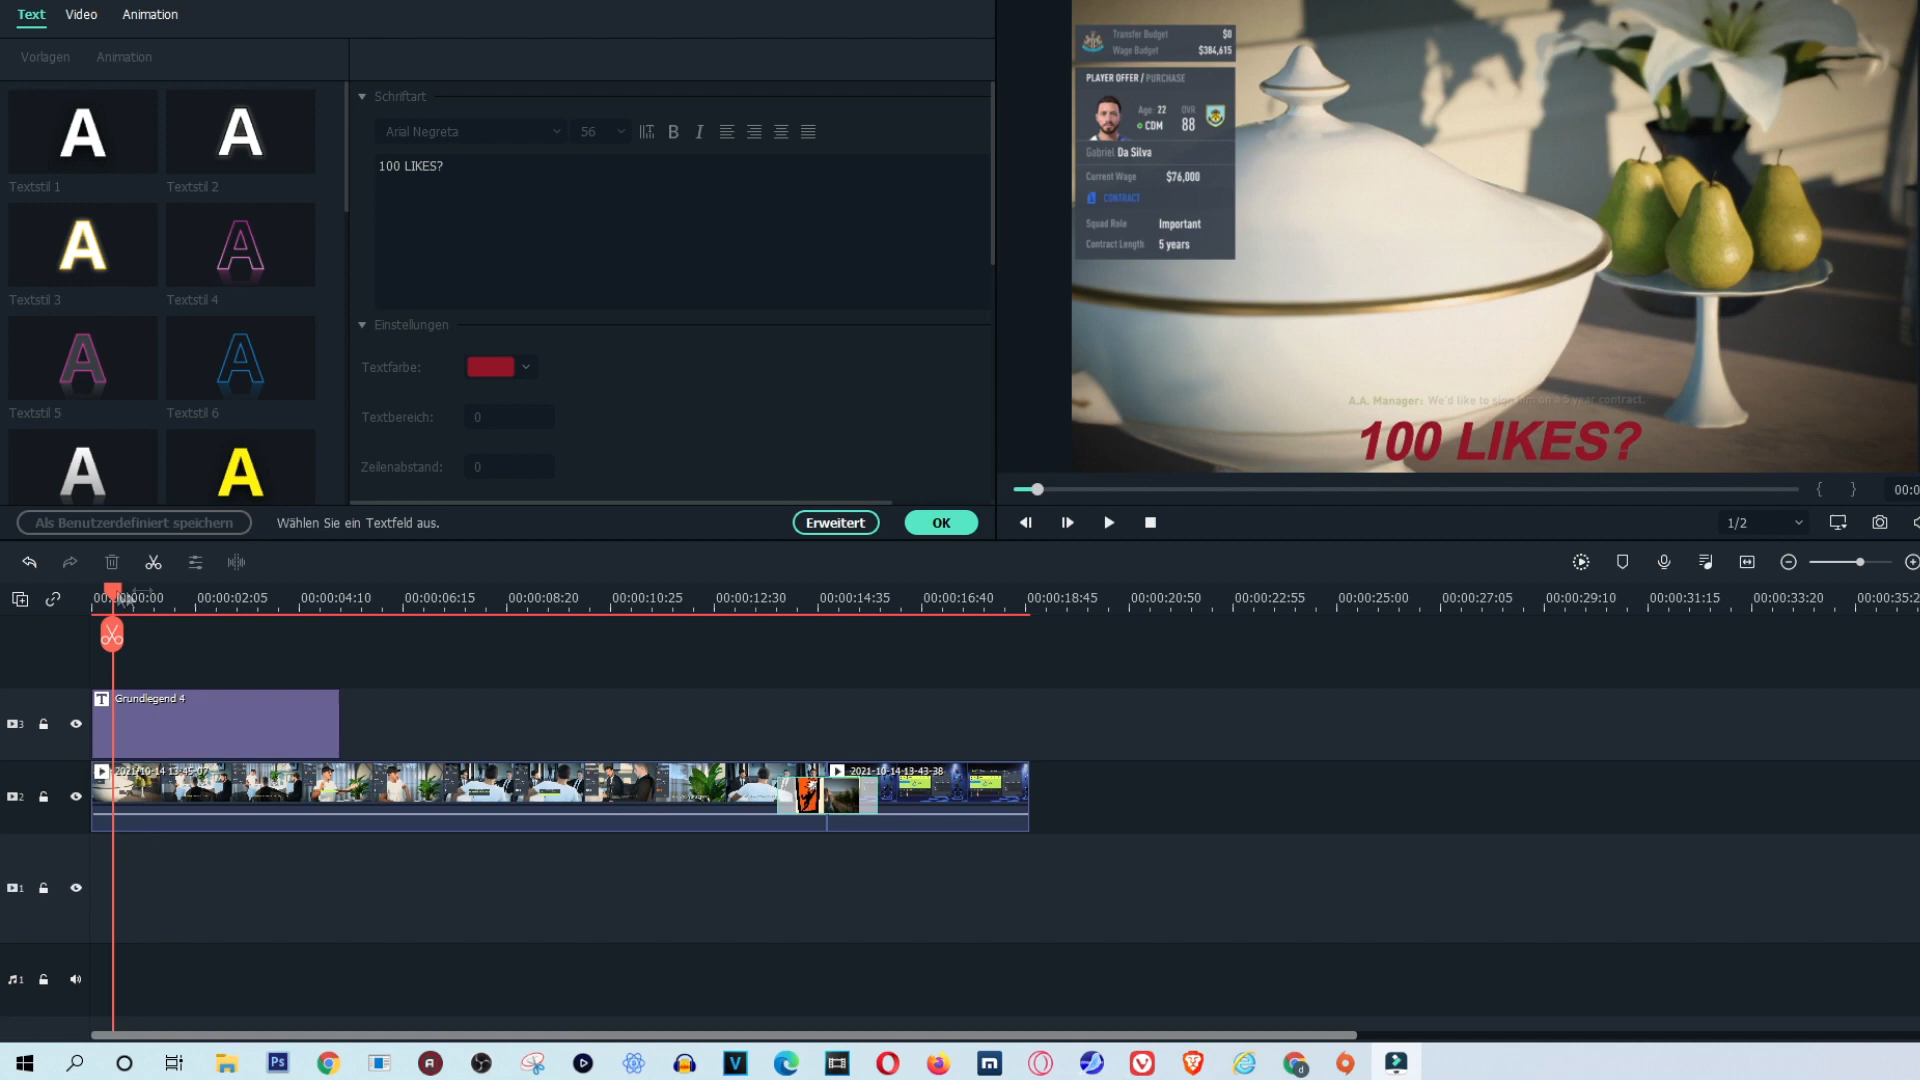 Text Video Animation
Vorlagen Animation
Textstil 1 Textstil 2
Textstil 3 Textstil 4
Textstil 5 Textstil 6
Schriftart
Arial Negreta 56
100 LIKES?
Einstellungen
Textfarbe:
Textbereich: 0
Zeilenabstand: 0
Als Benutzerdefiniert speichern Wählen Sie ein Textfeld aus. Erweitert OK
Transfer Budget $0
Wage Budget $384,615
PLAYER OFFER / PURCHASE
Age 22 OVR
CDM 88
Gabriel Da Silva
Current Wage $76,000
CONTRACT
Squad Role Important
Contract Length 5 years
A.A. Manager: We'd like to sign him on a 5 year contract.
100 LIKES?
{ } 00:0
1/2
00:00:00:00 00:00:02:05 00:00:04:10 00:00:06:15 00:00:08:20 00:00:10:25 00:00:12:30 00:00:14:35 00:00:16:40 00:00:18:45 00:00:20:50 00:00:22:55 00:00:25:00 00:00:27:05 00:00:29:10 00:00:31:15 00:00:33:20 00:00:35:2
Grundlegend 4
3
2021-10-14 13-45-07 2021-10-14-13-43-38
2
1
1
Ps